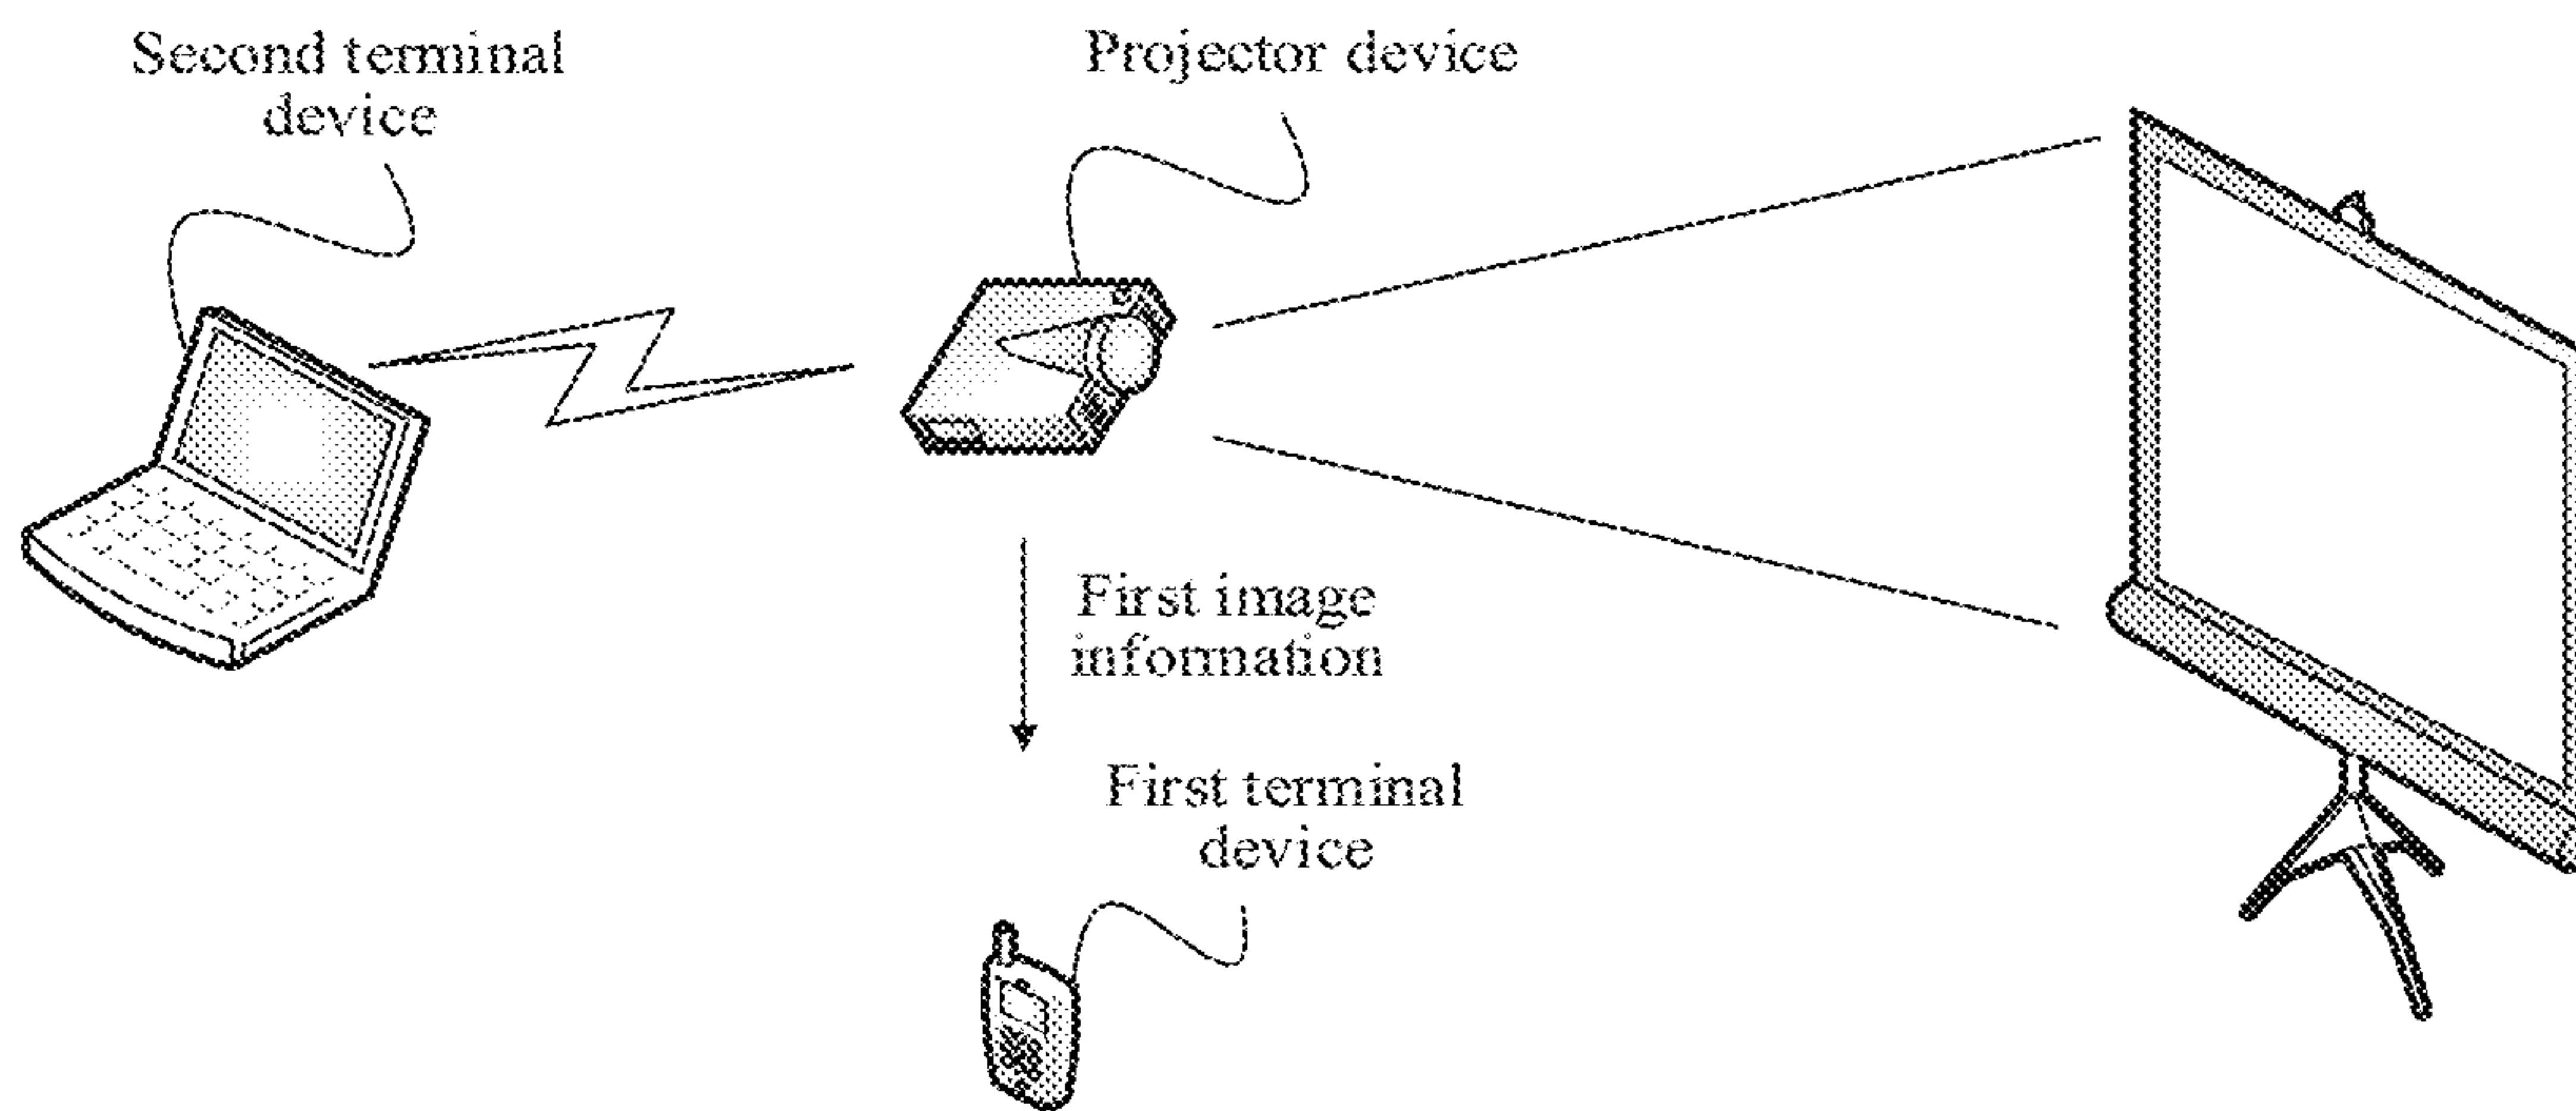 Second terminal
device
Projector device
First image
information
First terminal
device